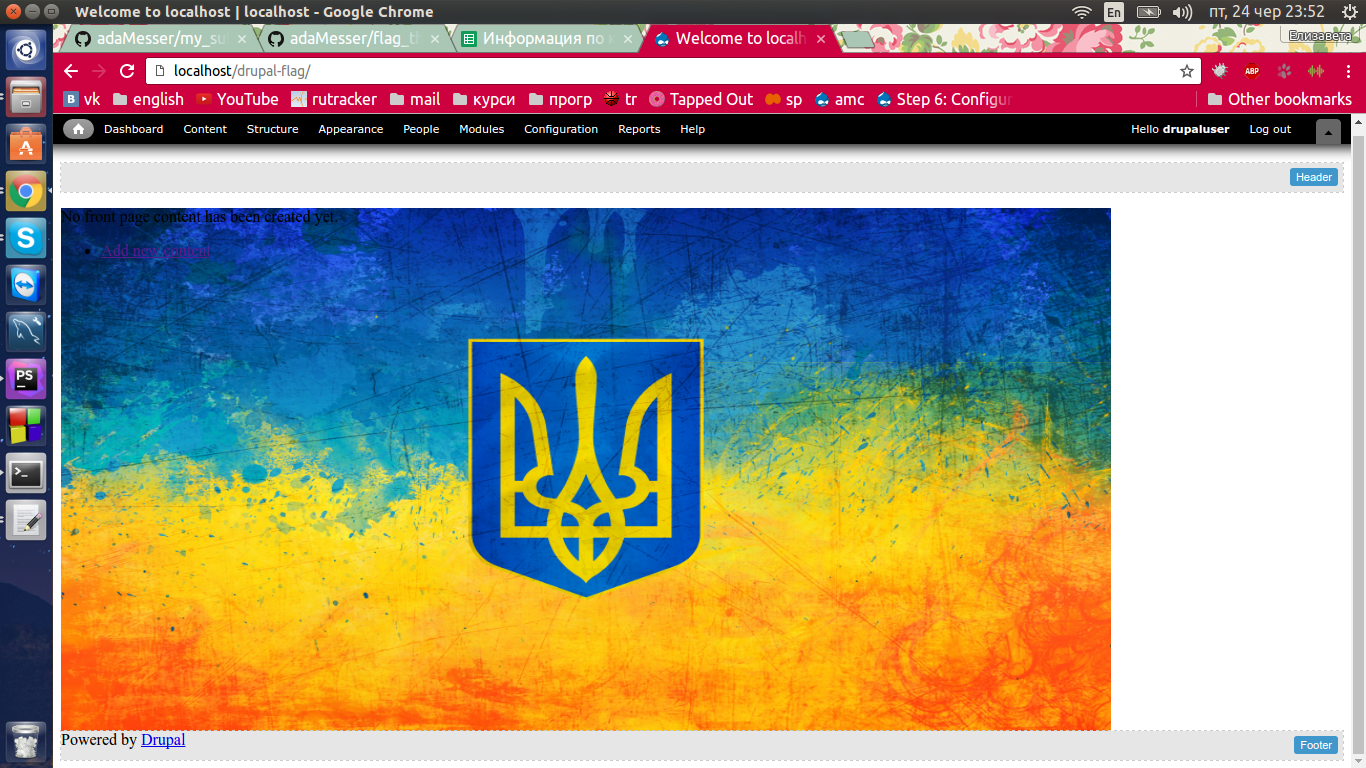 Welcome to localhost | localhost - Google Chrome
En
пт, 24 чер 23:52
adaMesser/my_su
adaMesser/flag_th
Информация по к
Welcome to localh
Елизавета
localhost/drupal-flag/
ABP
B vk
english
YouTube
rutracker
mail
курси
прогр
tr
Tapped Out
sp
amc
Step 6: Configur
Other bookmarks
Dashboard
Content
Structure
Appearance
People
Modules
Configuration
Reports
Help
Hello drupaluser
Log out
Header
No front page content has been created yet.
Add new content
S
PS
>_
Powered by Drupal
Footer